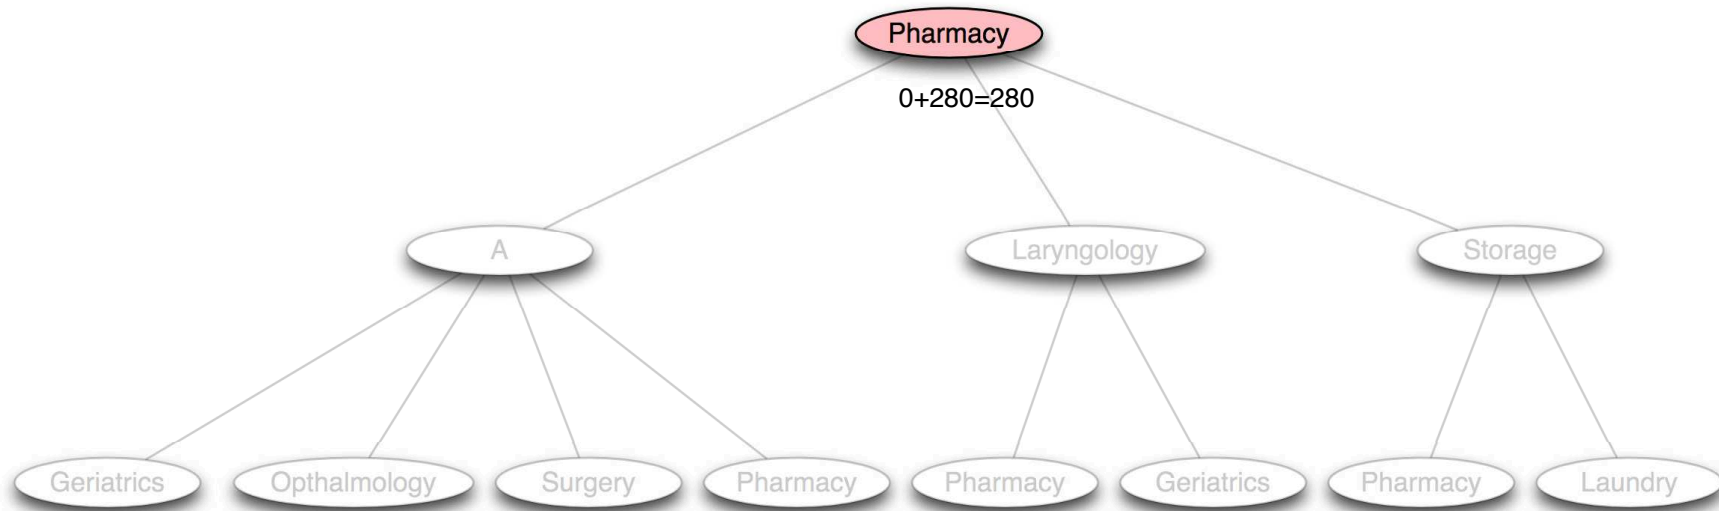 Pharmacy
0+280=280
A
Laryngology
Storage
Geriatrics
Opthalmology
Surgery
Pharmacy
Pharmacy
Geriatrics
Pharmacy
Laundry